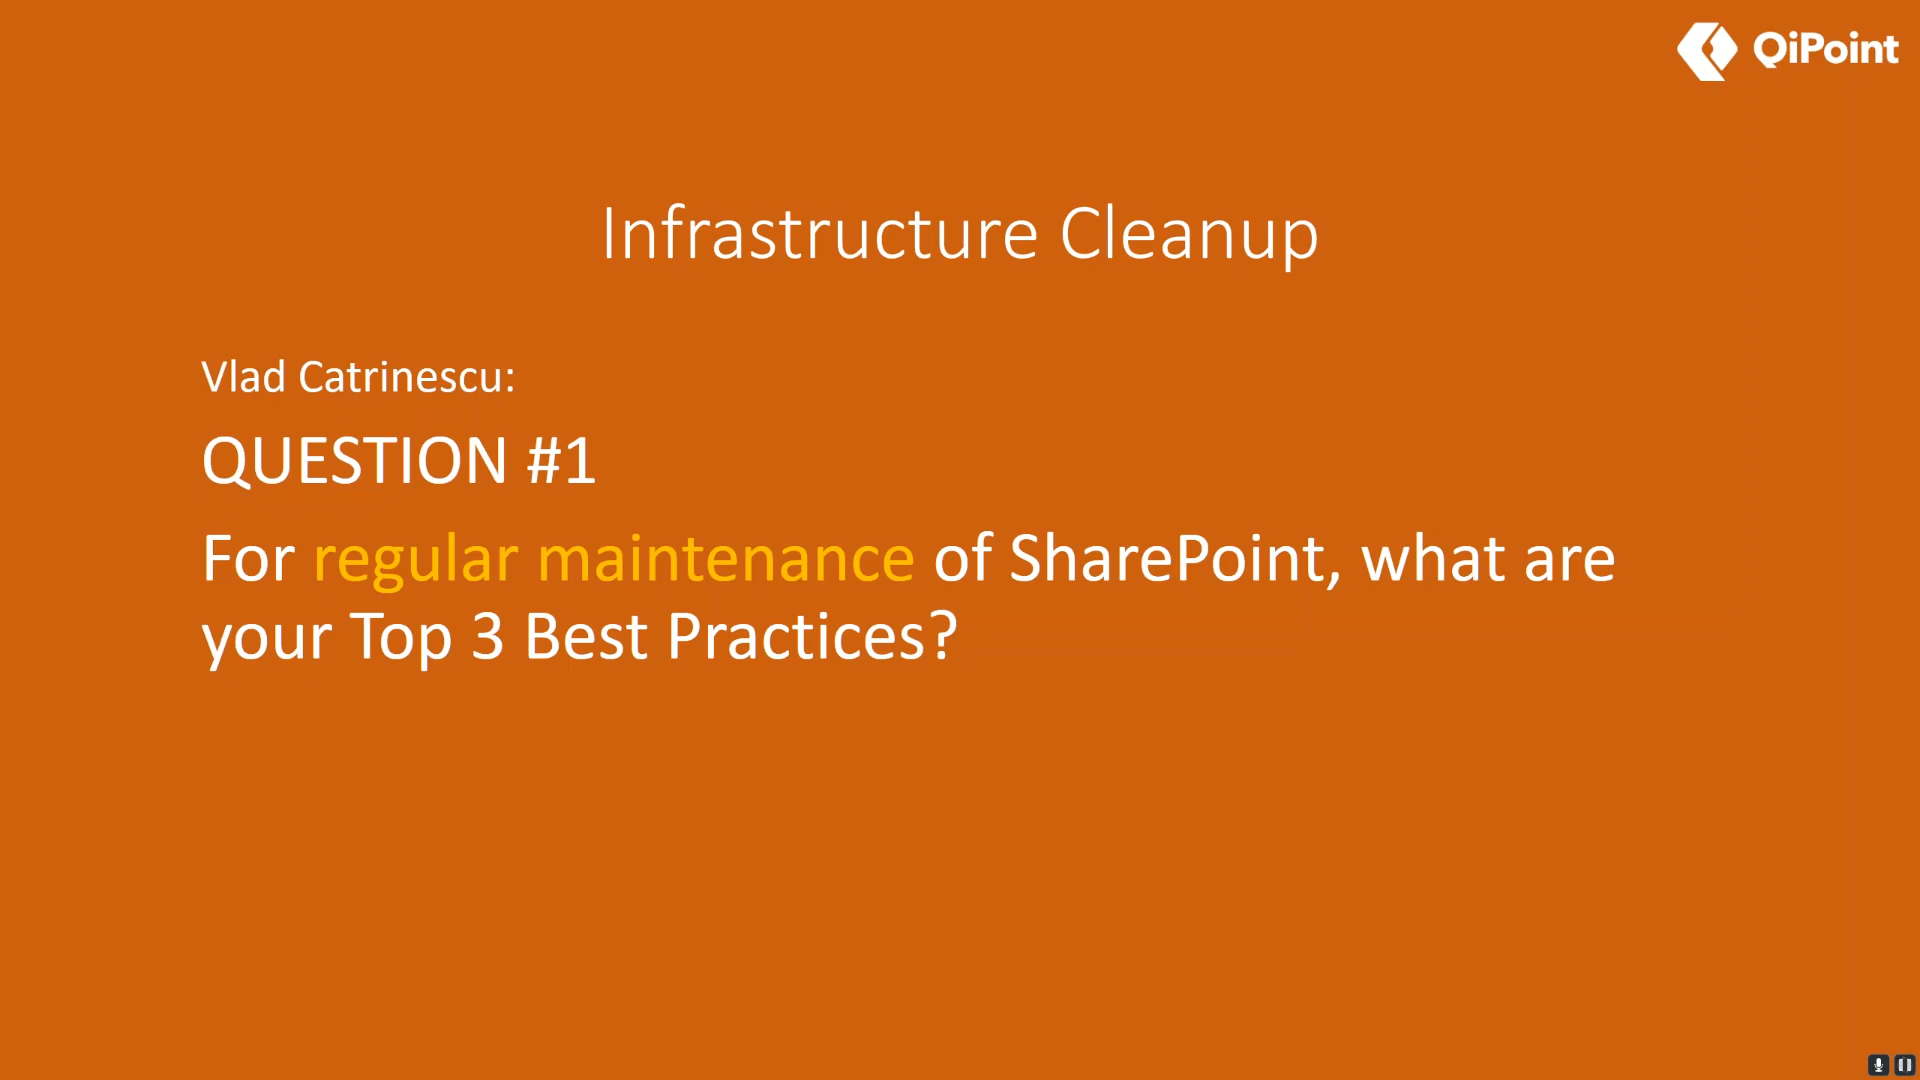 QiPoint
Infrastructure Cleanup
Vlad Catrinescu:
QUESTION #1
For regular maintenance of SharePoint, what are
your Top 3 Best Practices?